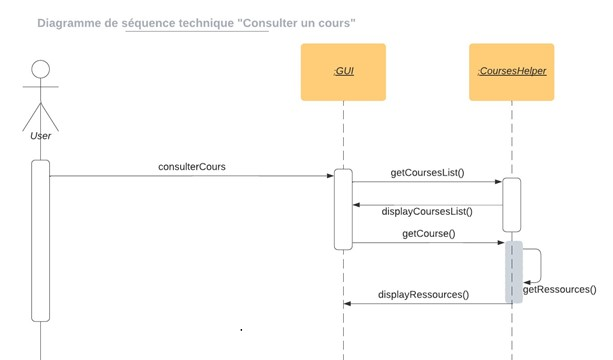 Diagramme de séquence technique "Consulter un cours"
:GUI
:CoursesHelper
User
consulterCours
getCoursesList()
displayCoursesList()
getCourse()
getRessources()
displayRessources()